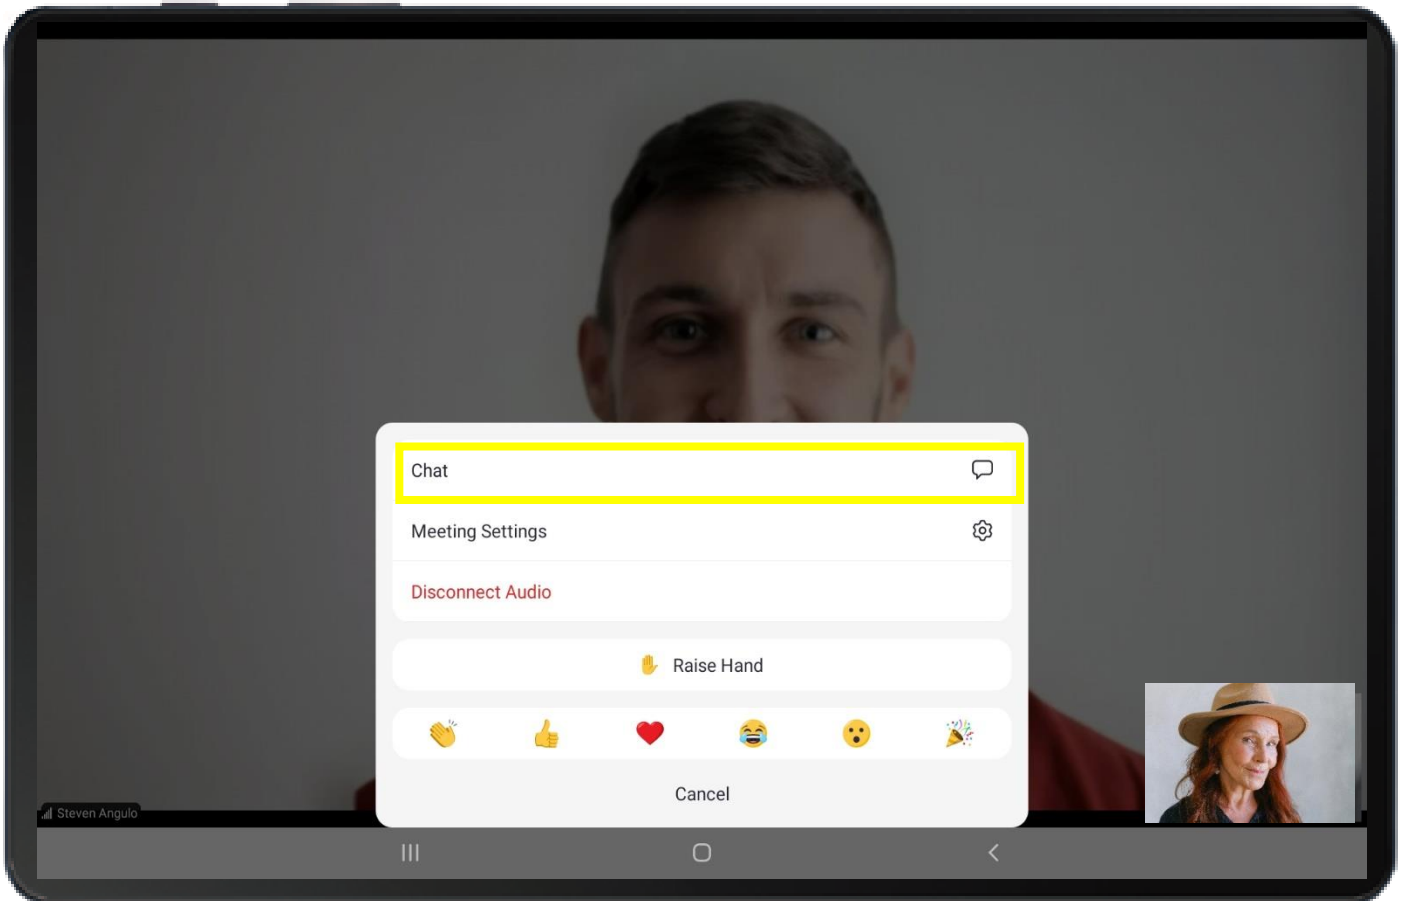 Chat
Meeting Settings
Disconnect Audio
Raise Hand
Cancel
Steven Angulo